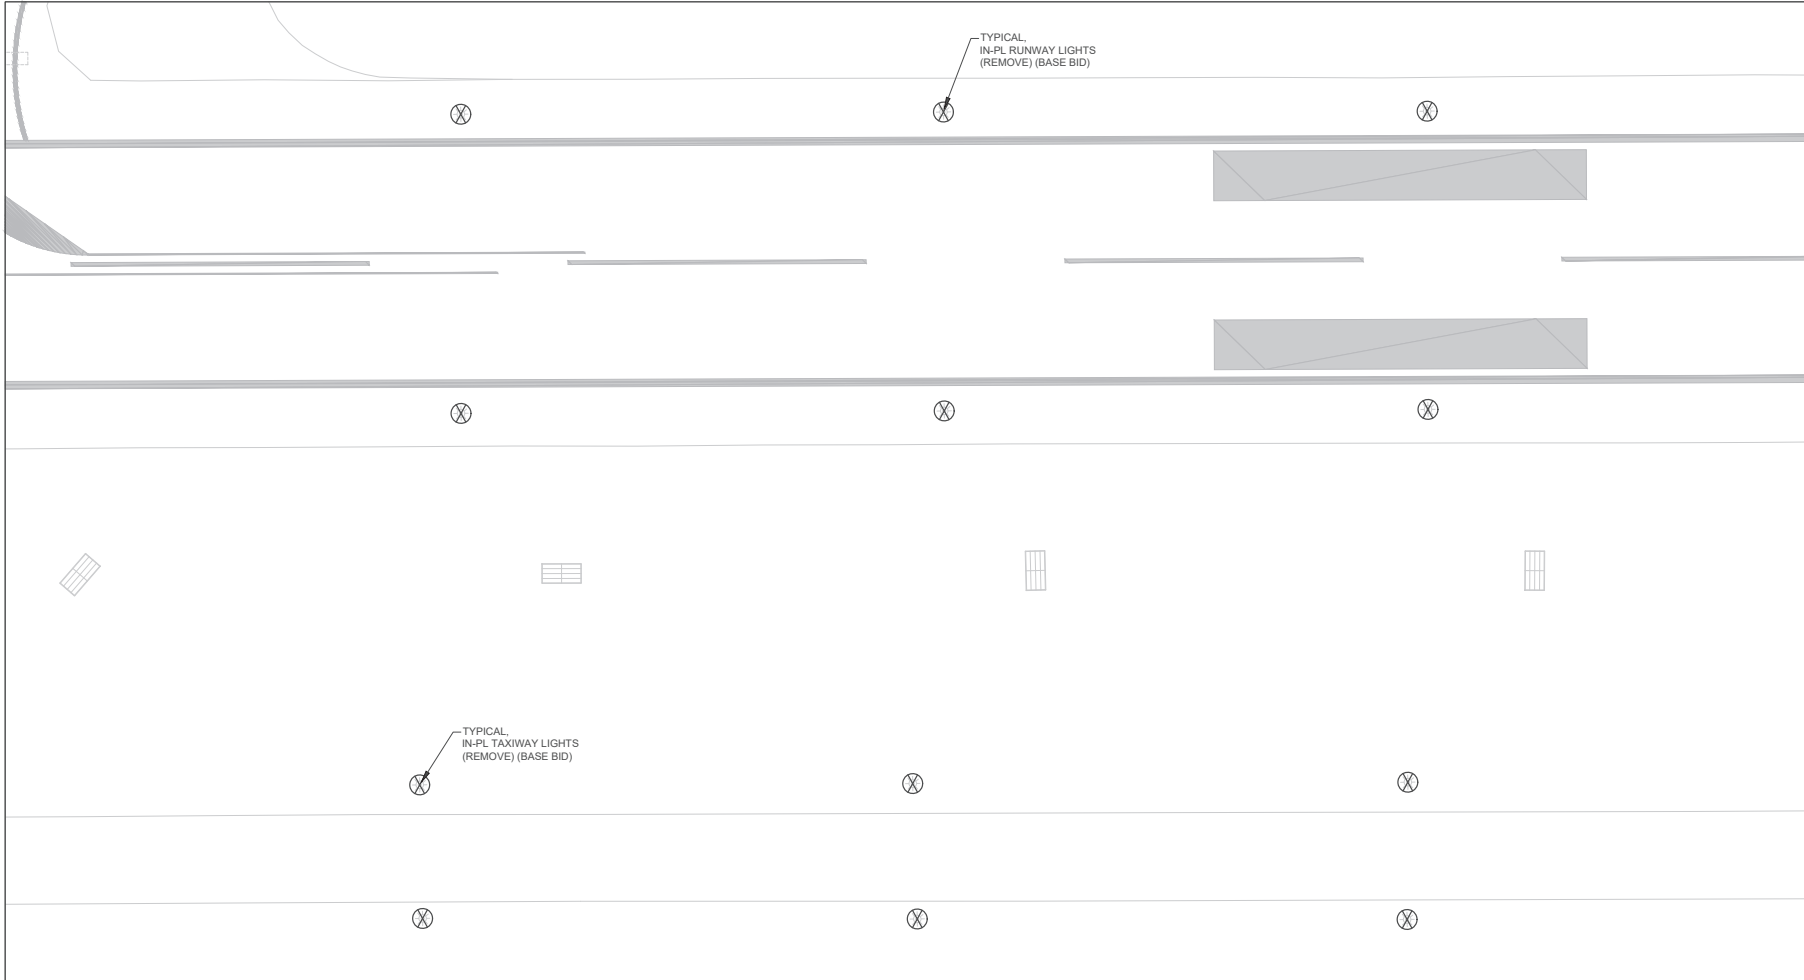 TYPICAL,
IN-PL RUNWAY LIGHTS
(REMOVE) (BASE BID)
TYPICAL,
IN-PL TAXIWAY LIGHTS
(REMOVE) (BASE BID)